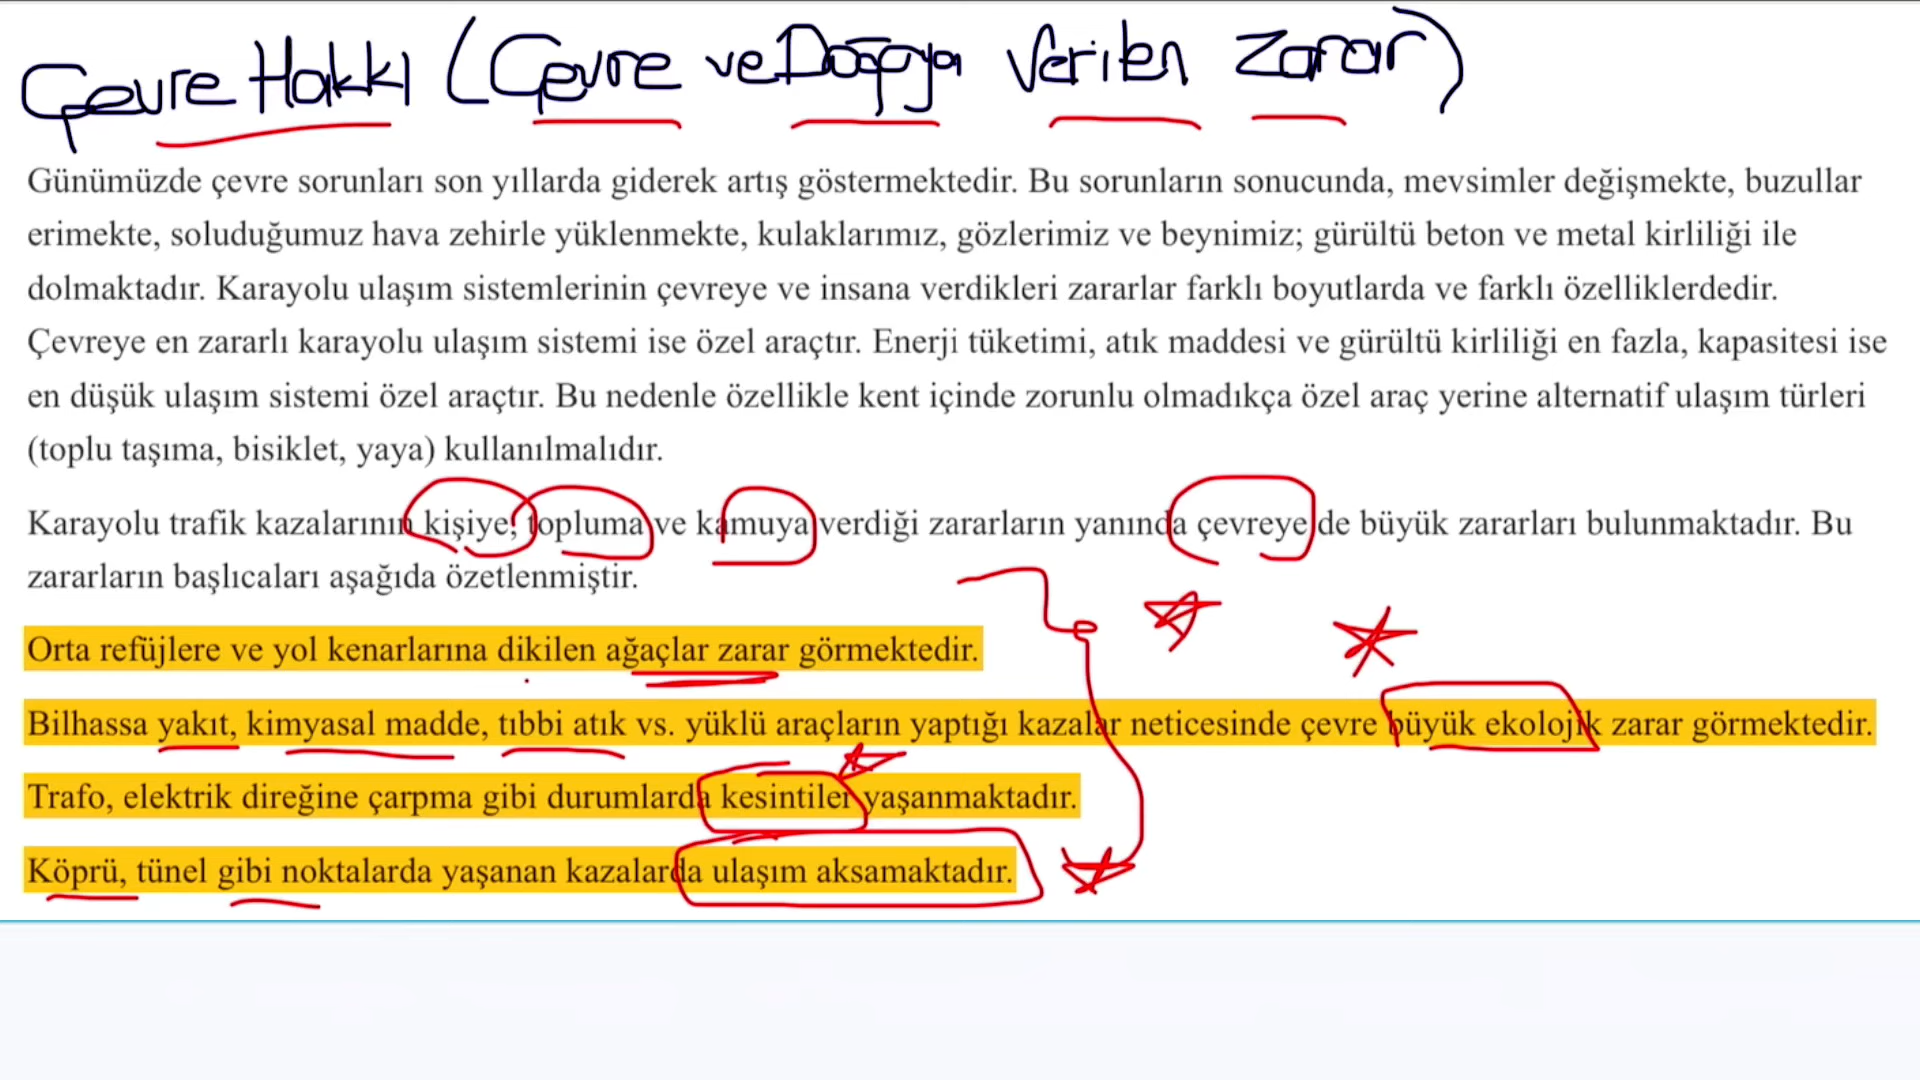 Çevre Hakkı (Çevre ve Doğaya Verilen Zarar)
Günümüzde çevre sorunları son yıllarda giderek artış göstermektedir. Bu sorunların sonucunda, mevsimler değişmekte, buzullar
erimekte, soluduğumuz hava zehirle yüklenmekte, kulaklarımız, gözlerimiz ve beynimiz; gürültü beton ve metal kirliliği ile
dolmaktadır. Karayolu ulaşım sistemlerinin çevreye ve insana verdikleri zararlar farklı boyutlarda ve farklı özelliklerdedir.
Çevreye en zararlı karayolu ulaşım sistemi ise özel araçtır. Enerji tüketimi, atık maddesi ve gürültü kirliliği en fazla, kapasitesi ise
en düşük ulaşım sistemi özel araçtır. Bu nedenle özellikle kent içinde zorunlu olmadıkça özel araç yerine alternatif ulaşım türleri
(toplu taşıma, bisiklet, yaya) kullanılmalıdır.
Karayolu trafik kazalarının kişiye, topluma ve kamuya verdiği zararların yanında çevreye de büyük zararları bulunmaktadır. Bu
zararların başlıcaları aşağıda özetlenmiştir.
Orta refüjlere ve yol kenarlarına dikilen ağaçlar zarar görmektedir.
Bilhassa yakıt, kimyasal madde, tıbbi atık vs. yüklü araçların yaptığı kazalar neticesinde çevre büyük ekolojik zarar görmektedir.
Trafo, elektrik direğine çarpma gibi durumlarda kesintiler yaşanmaktadır.
Köprü, tünel gibi noktalarda yaşanan kazalarda ulaşım aksamaktadır.